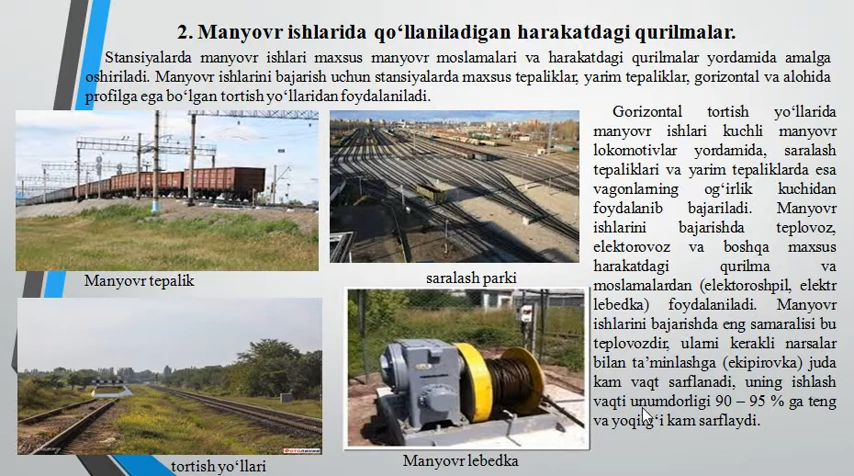 2. Manyovr ishlarida qo‘llaniladigan harakatdagi qurilmalar.
Stansiyalarda manyovr ishlari maxsus manyovr moslamalari va harakatdagi qurilmalar yordamida amalga
oshiriladi. Manyovr ishlarini bajarish uchun stansiyalarda maxsus tepaliklar, yarim tepaliklar, gorizontal va alohida
profilga ega bo‘lgan tortish yo‘llaridan foydalaniladi.
Gorizontal tortish yo‘llarida
manyovr ishlari kuchli manyovr
lokomotivlar yordamida, saralash
tepaliklari va yarim tepaliklarda esa
vagonlarning og‘irlik kuchidan
foydalanib bajariladi. Manyovr
ishlarini bajarishda teplovoz,
elektorovoz va boshqa maxsus
harakatdagi qurilma va
moslamalardan (elektoroshpil, elektr
lebedka) foydalaniladi. Manyovr
ishlarini bajarishda eng samaralisi bu
teplovozdir, ularni kerakli narsalar
bilan ta’minlashga (ekipirovka) juda
kam vaqt sarflanadi, uning ishlash
vaqti unumdorligi 90 – 95 % ga teng
va yoqilg‘i kam sarflaydi.
Manyovr tepalik
saralash parki
tortish yo‘llari
Manyovr lebedka